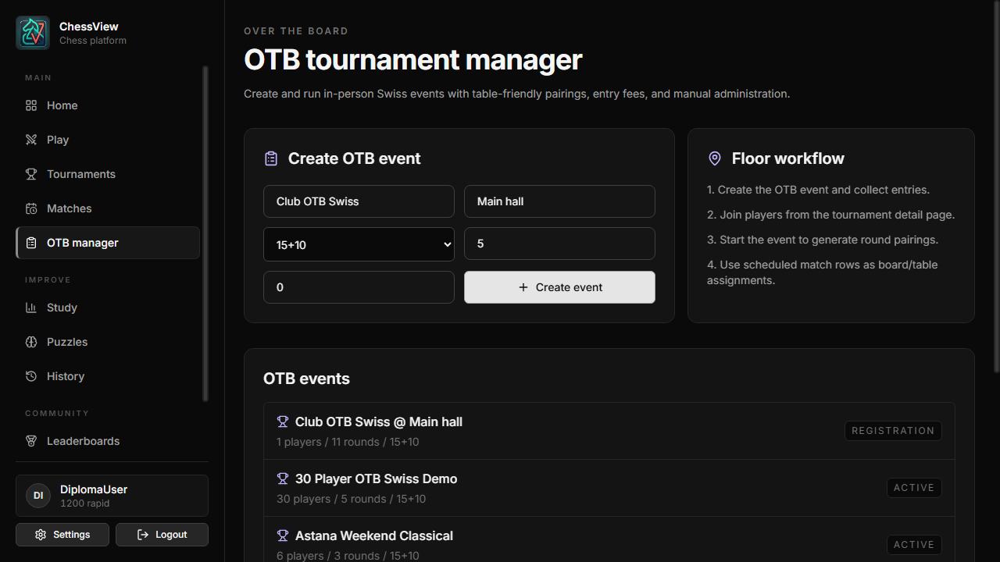 ChessView
Chess platform
MAIN
Home
Play
Tournaments
Matches
OTB manager
IMPROVE
Study
Puzzles
History
COMMUNITY
Leaderboards
DI
DiplomaUser
1200 rapid
Settings
Logout
OVER THE BOARD
OTB tournament manager
Create and run in-person Swiss events with table-friendly pairings, entry fees, and manual administration.
Create OTB event
Club OTB Swiss
Main hall
15+10
5
0
Create event
Floor workflow
1. Create the OTB event and collect entries.
2. Join players from the tournament detail page.
3. Start the event to generate round pairings.
4. Use scheduled match rows as board/table
assignments.
OTB events
Club OTB Swiss @ Main hall
1 players / 11 rounds / 15+10
REGISTRATION
30 Player OTB Swiss Demo
30 players / 5 rounds / 15+10
ACTIVE
Astana Weekend Classical
6 players / 3 rounds / 15+10
ACTIVE